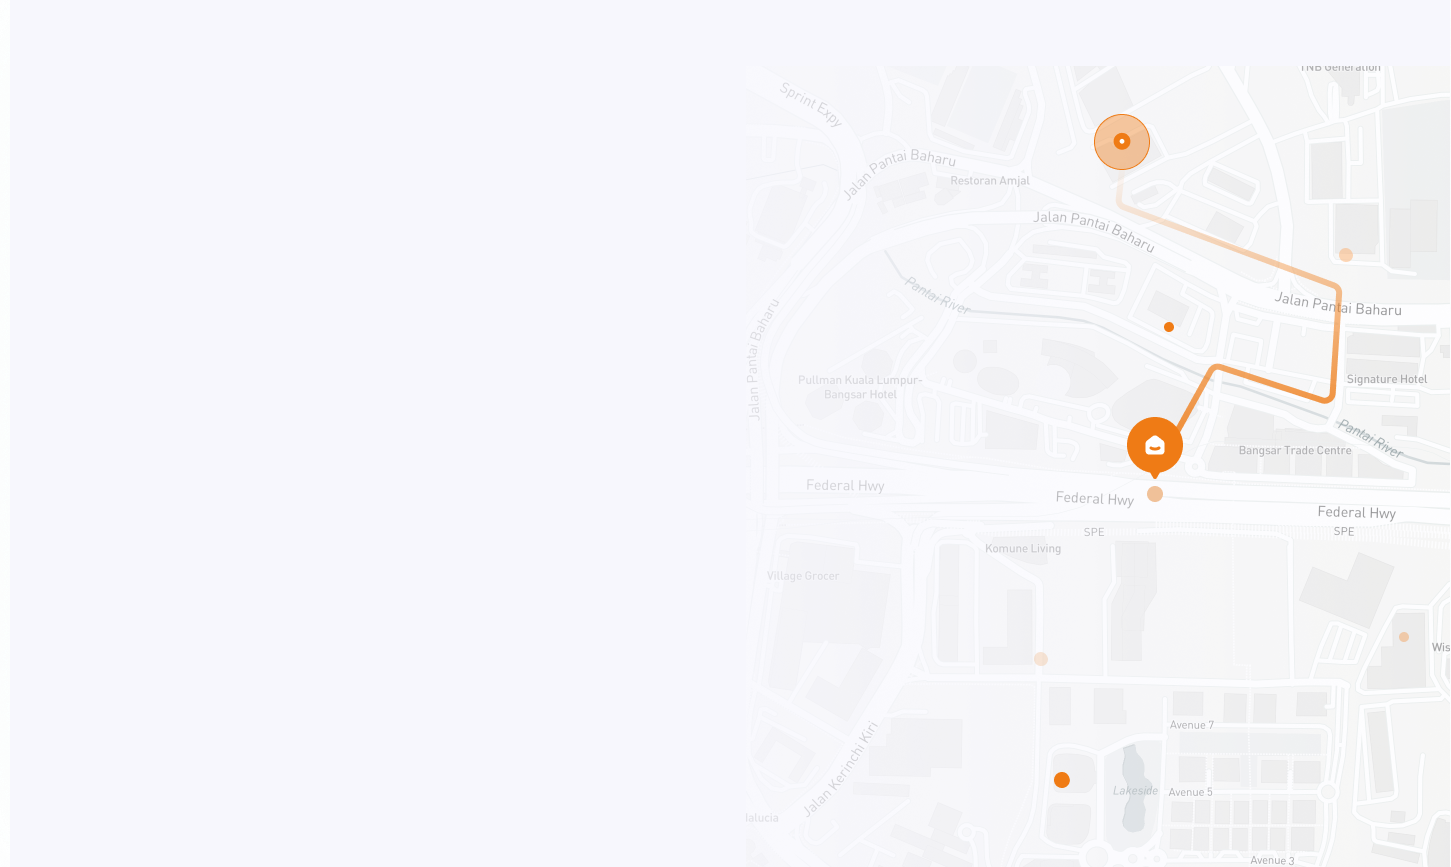 TNB Generation
Sprint Expy
Jalan Pantai Baharu
Restoran Amjal
Jalan Pantai Baharu
Pantai River
Jalan Pantai Baharu
Jalan Pantai Baharu
Pullman Kuala Lumpur-
Bangsar Hotel
Signature Hotel
Pantai River
Bangsar Trade Centre
Federal Hwy
Federal Hwy
Federal Hwy
SPE
SPE
Komune Living
Village Grocer
Wis
Avenue 7
Jalan Kerinchi Kiri
Lakeside
Avenue 5
alucia
Avenue 3